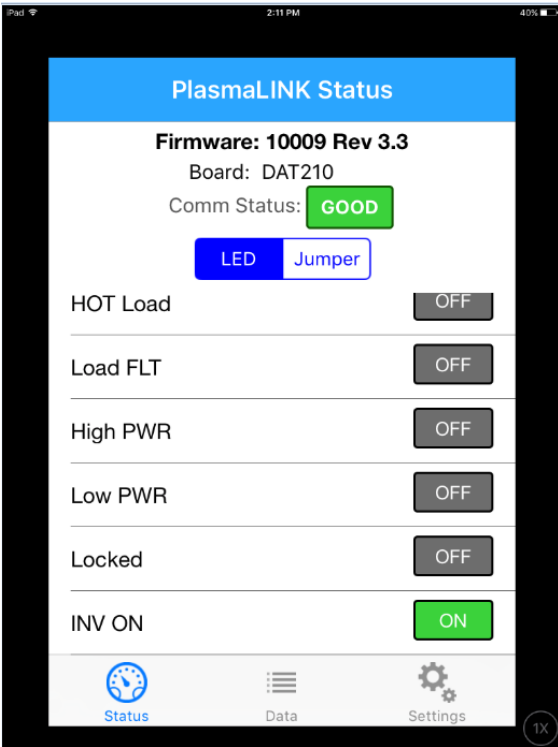 iPad 2:11 PM 40%
PlasmaLINK Status
Firmware: 10009 Rev 3.3
Board: DAT210
Comm Status: GOOD
LED Jumper
HOT Load OFF
Load FLT OFF
High PWR OFF
Low PWR OFF
Locked OFF
INV ON ON
Status Data Settings
1X